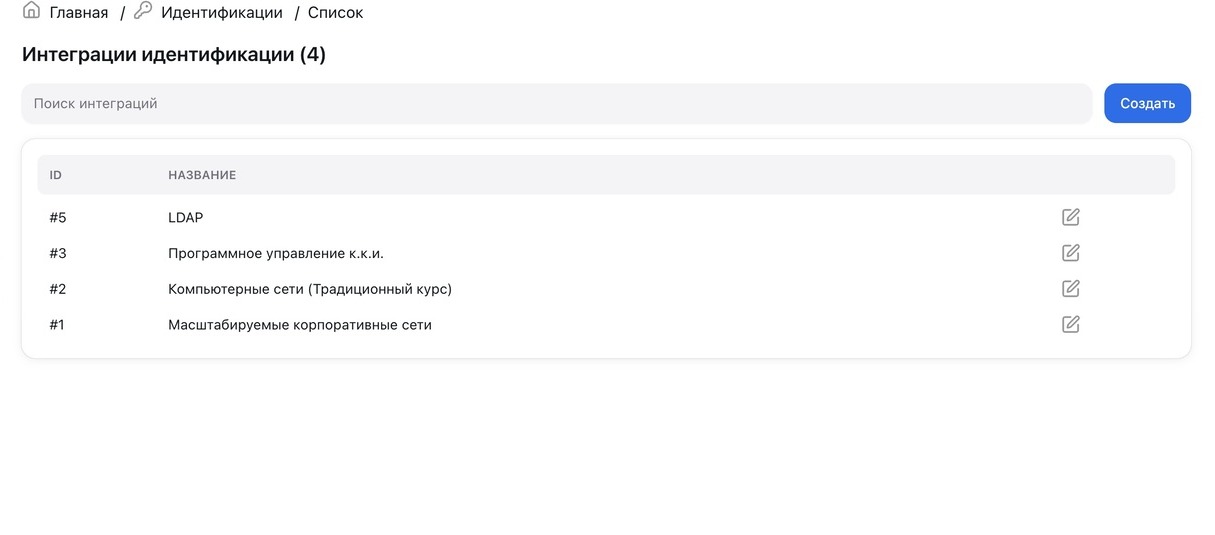 Главная / Идентификации / Список
Интеграции идентификации (4)
Поиск интеграций Создать
ID НАЗВАНИЕ
#5 LDAP
#3 Программное управление к.к.и.
#2 Компьютерные сети (Традиционный курс)
#1 Масштабируемые корпоративные сети